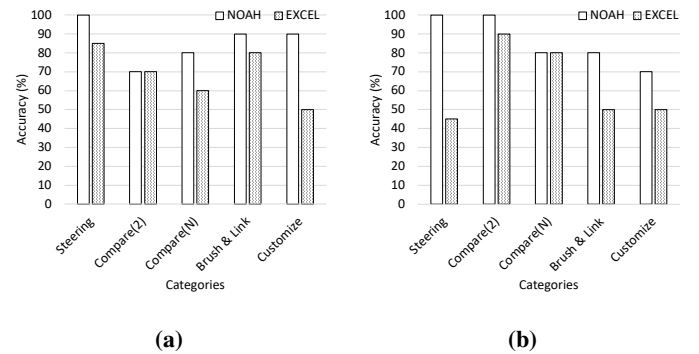 NOAH EXCEL
100
90
80
70
60
50
40
30
20
10
0
Accuracy (%)
Steering
Compare(2)
Compare(N)
Brush & Link
Customize
Categories
(a)
NOAH EXCEL
100
90
80
70
60
50
40
30
20
10
0
Accuracy (%)
Steering
Compare(2)
Compare(N)
Brush & Link
Customize
Categories
(b)